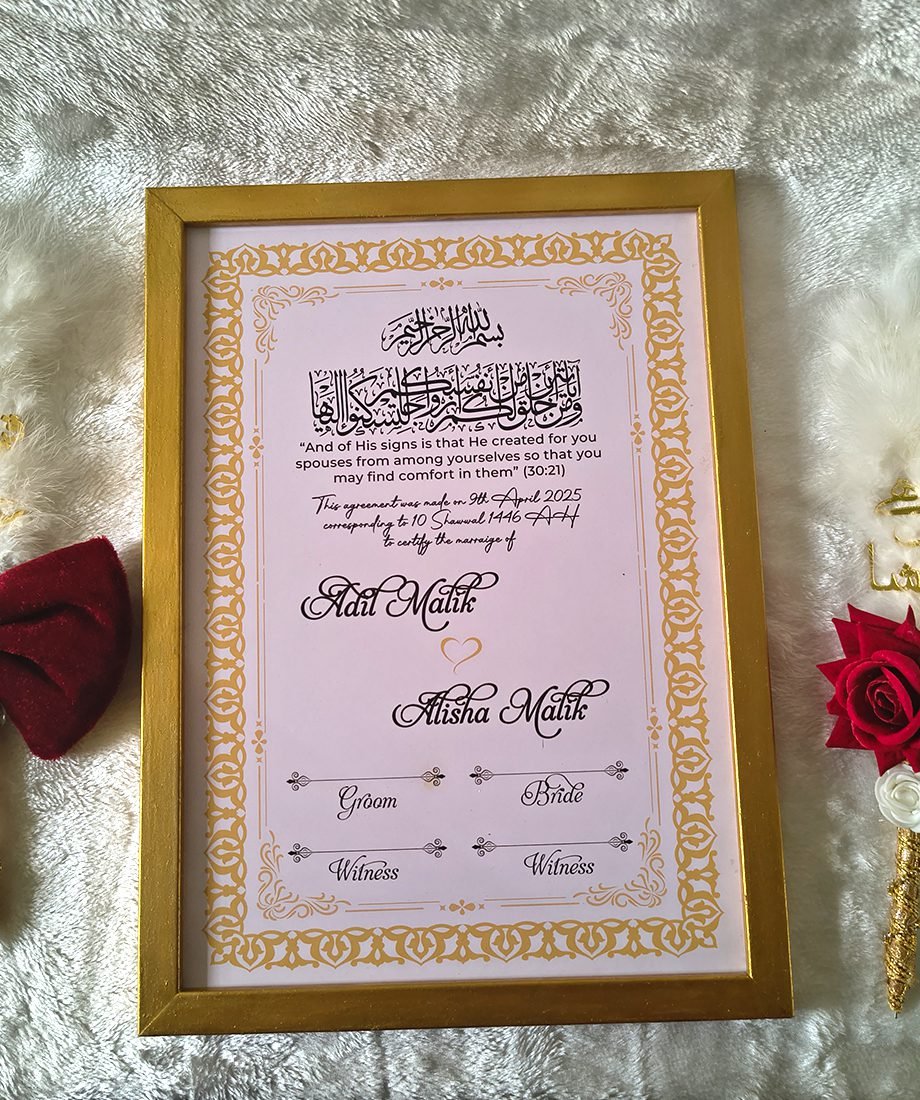 بسم الله الرحمن الرحيم
ومن آياته أن خلق لكم من أنفسكم أزواجا لتسكنوا إليها
“And of His signs is that He created for you
spouses from among yourselves so that you
may find comfort in them” (30:21)
This agreement was made on 9th April 2025
corresponding to 10 Shawwal 1446 AH
to certify the marraige of
Adil Malik
Alisha Malik
Groom Bride
Witness Witness